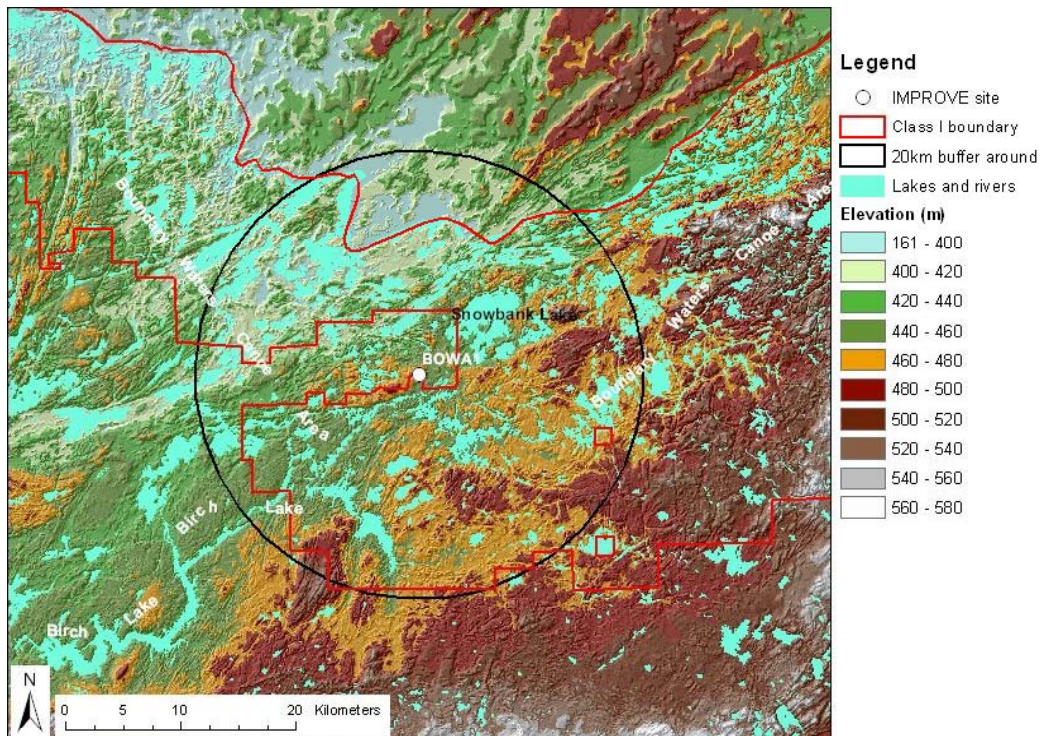 Boundary
Waters
Canoe
Area
Canoe
Waters
Boundary
Snowbank Lake
BOWA1
Area
Birch
Lake
Birch
Lake
N
0 5 10 20 Kilometers
Legend
IMPROVE site
Class I boundary
20km buffer around
Lakes and rivers
Elevation (m)
161 - 400
400 - 420
420 - 440
440 - 460
460 - 480
480 - 500
500 - 520
520 - 540
540 - 560
560 - 580